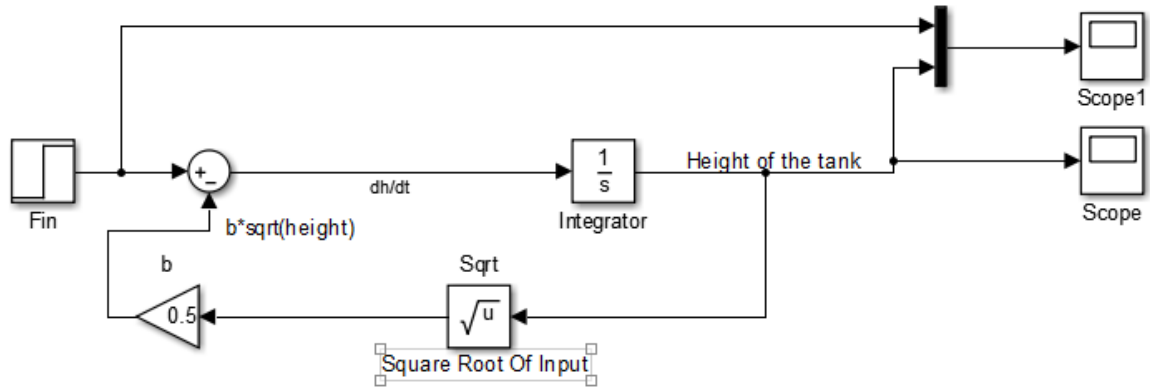 Scope1
Height of the tank
+
−
1
s
dh/dt
Fin
Integrator
Scope
b*sqrt(height)
b
Sqrt
0.5
√u
Square Root Of Input